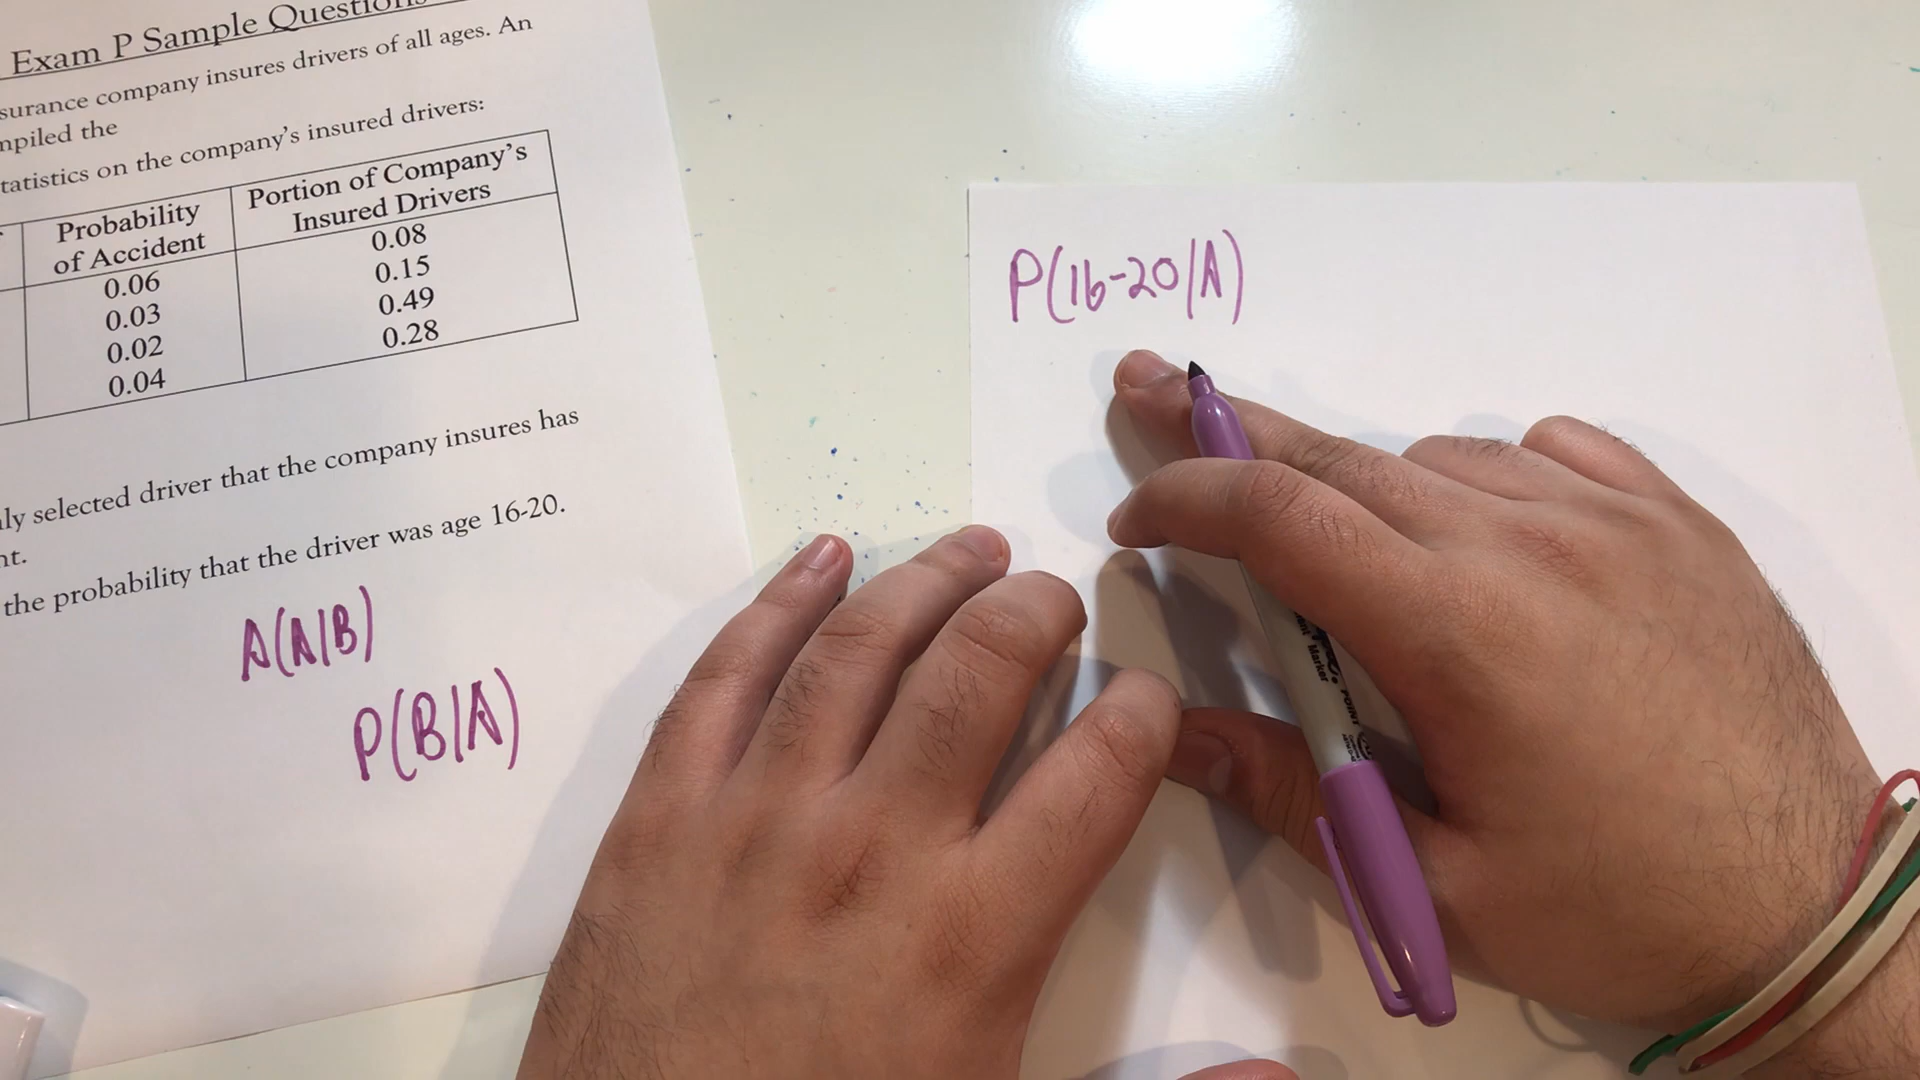 Exam P Sample Question
surance company insures drivers of all ages. An
mpiled the
tatistics on the company's insured drivers:
Probability of Accident
Portion of Company's Insured Drivers
0.06 0.08
0.03 0.15
0.02 0.49
0.04 0.28
ly selected driver that the company insures has
nt.
the probability that the driver was age 16-20.
A(A|B)
P(B|A)
P(16-20|A)
Marker
POINT